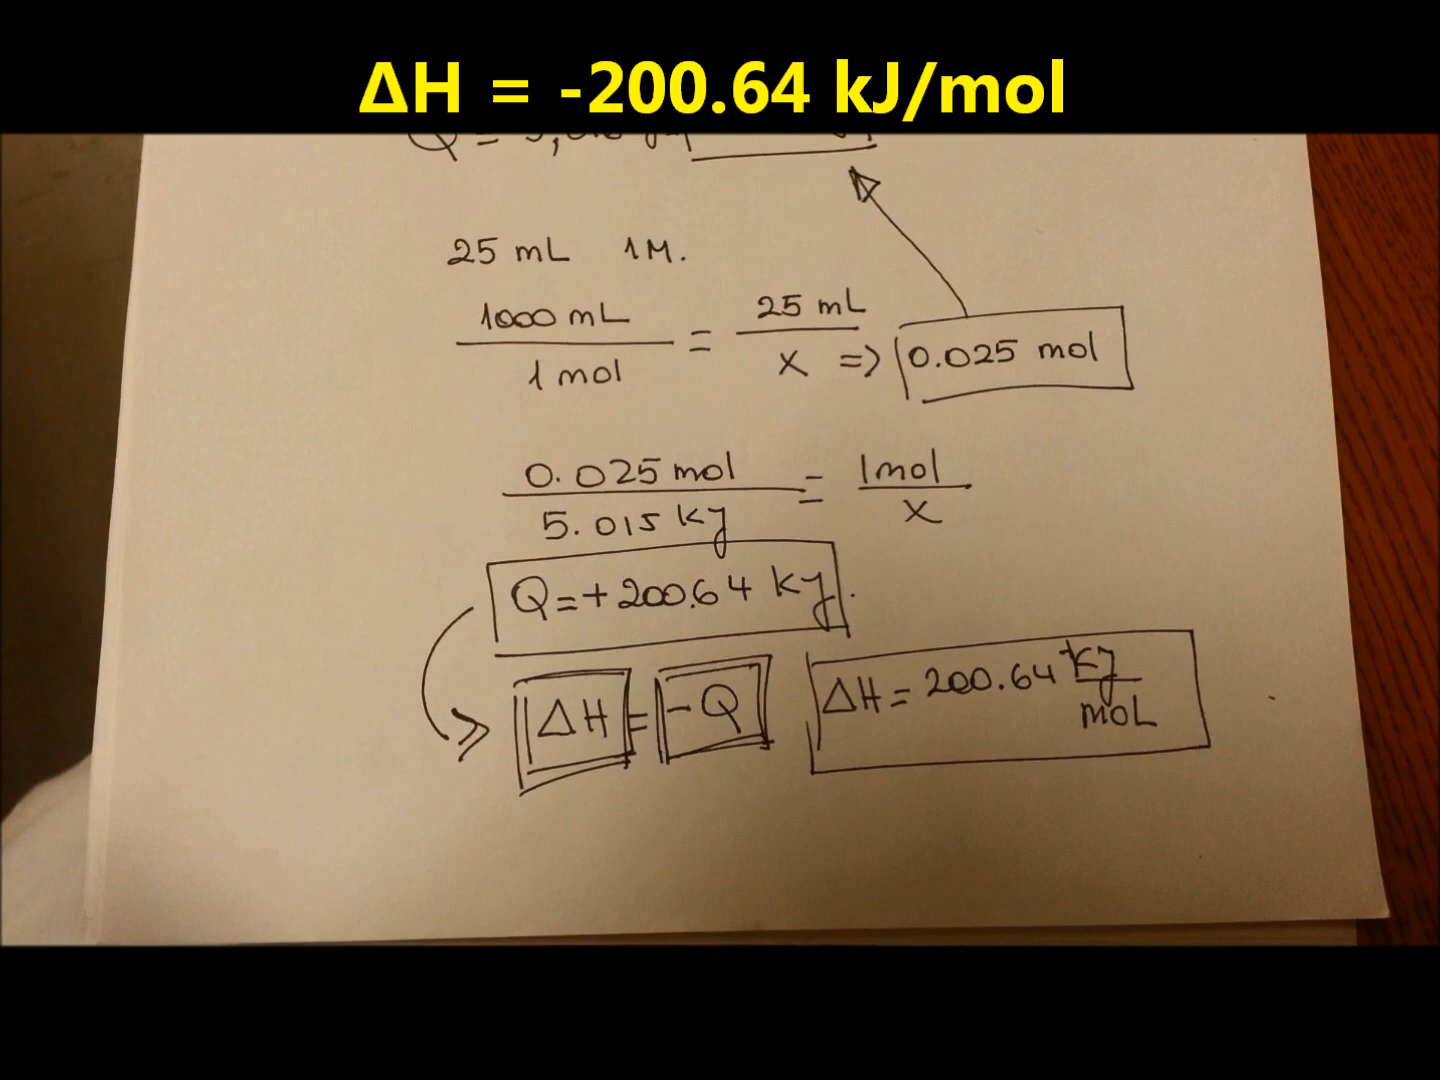 ΔH = -200.64 kJ/mol
Q =
25 mL 1M.
1000 mL / 1 mol = 25 mL / x => 0.025 mol
0.025 mol / 5.015 kJ = 1mol / x
Q=+200.64 kJ.
ΔH = -Q ΔH = 200.64 kJ / moL